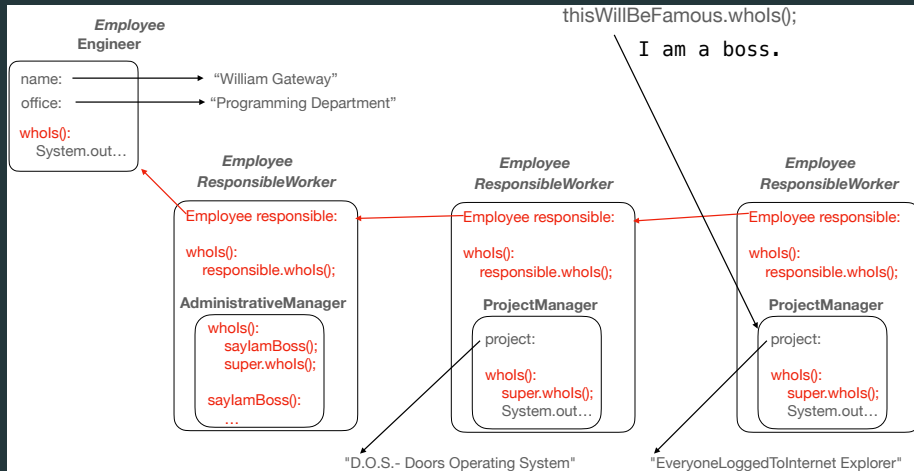 thisWillBeFamous.whoIs();
I am a boss.
Employee
Engineer
name:
"William Gateway"
office:
"Programming Department"
whoIs():
System.out…
Employee
ResponsibleWorker
Employee responsible:
whoIs():
responsible.whoIs();
AdministrativeManager
whoIs():
sayIamBoss();
super.whoIs();
sayIamBoss():
…
Employee
ResponsibleWorker
Employee responsible:
whoIs():
responsible.whoIs();
ProjectManager
project:
whoIs():
super.whoIs();
System.out…
"D.O.S.- Doors Operating System"
Employee
ResponsibleWorker
Employee responsible:
whoIs():
responsible.whoIs();
ProjectManager
project:
whoIs():
super.whoIs();
System.out…
"EveryoneLoggedToInternet Explorer"